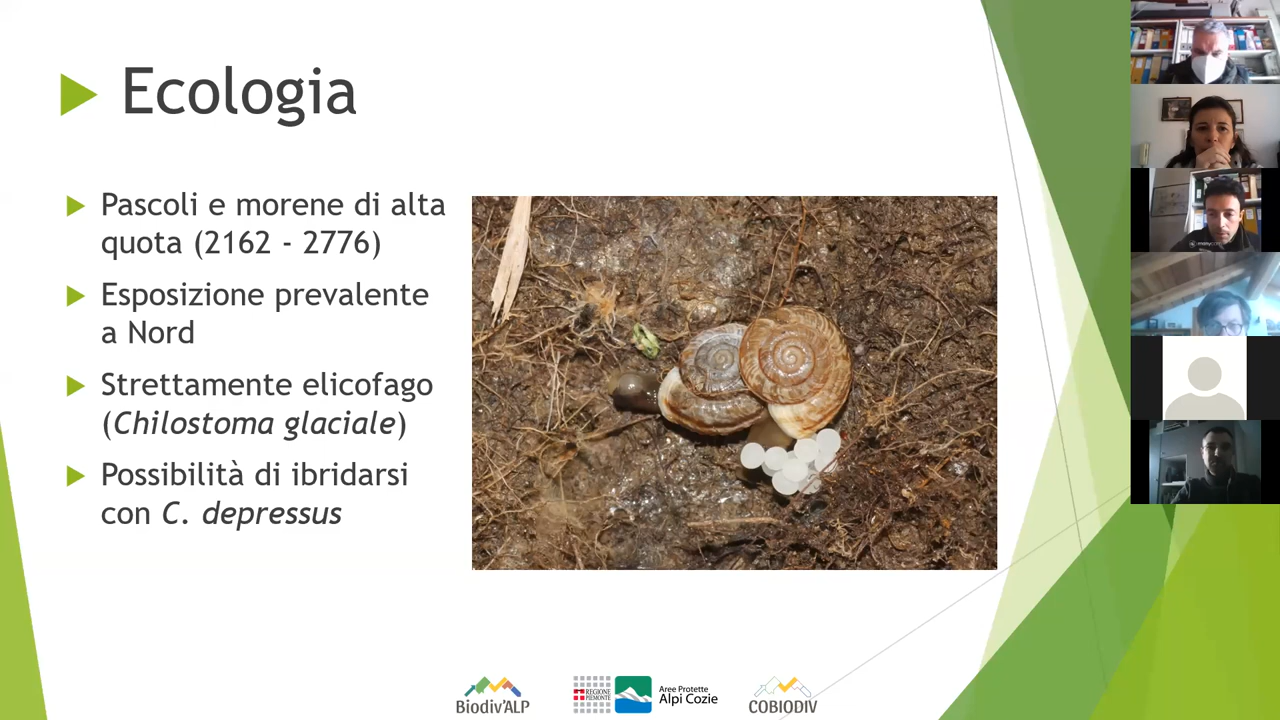 Ecologia
Pascoli e morene di alta
quota (2162 - 2776)
Esposizione prevalente
a Nord
Strettamente elicofago
(Chilostoma glaciale)
Possibilità di ibridarsi
con C. depressus
Biodiv'ALP
REGIONE
PIEMONTE
Aree Protette
Alpi Cozie
COBIODIV